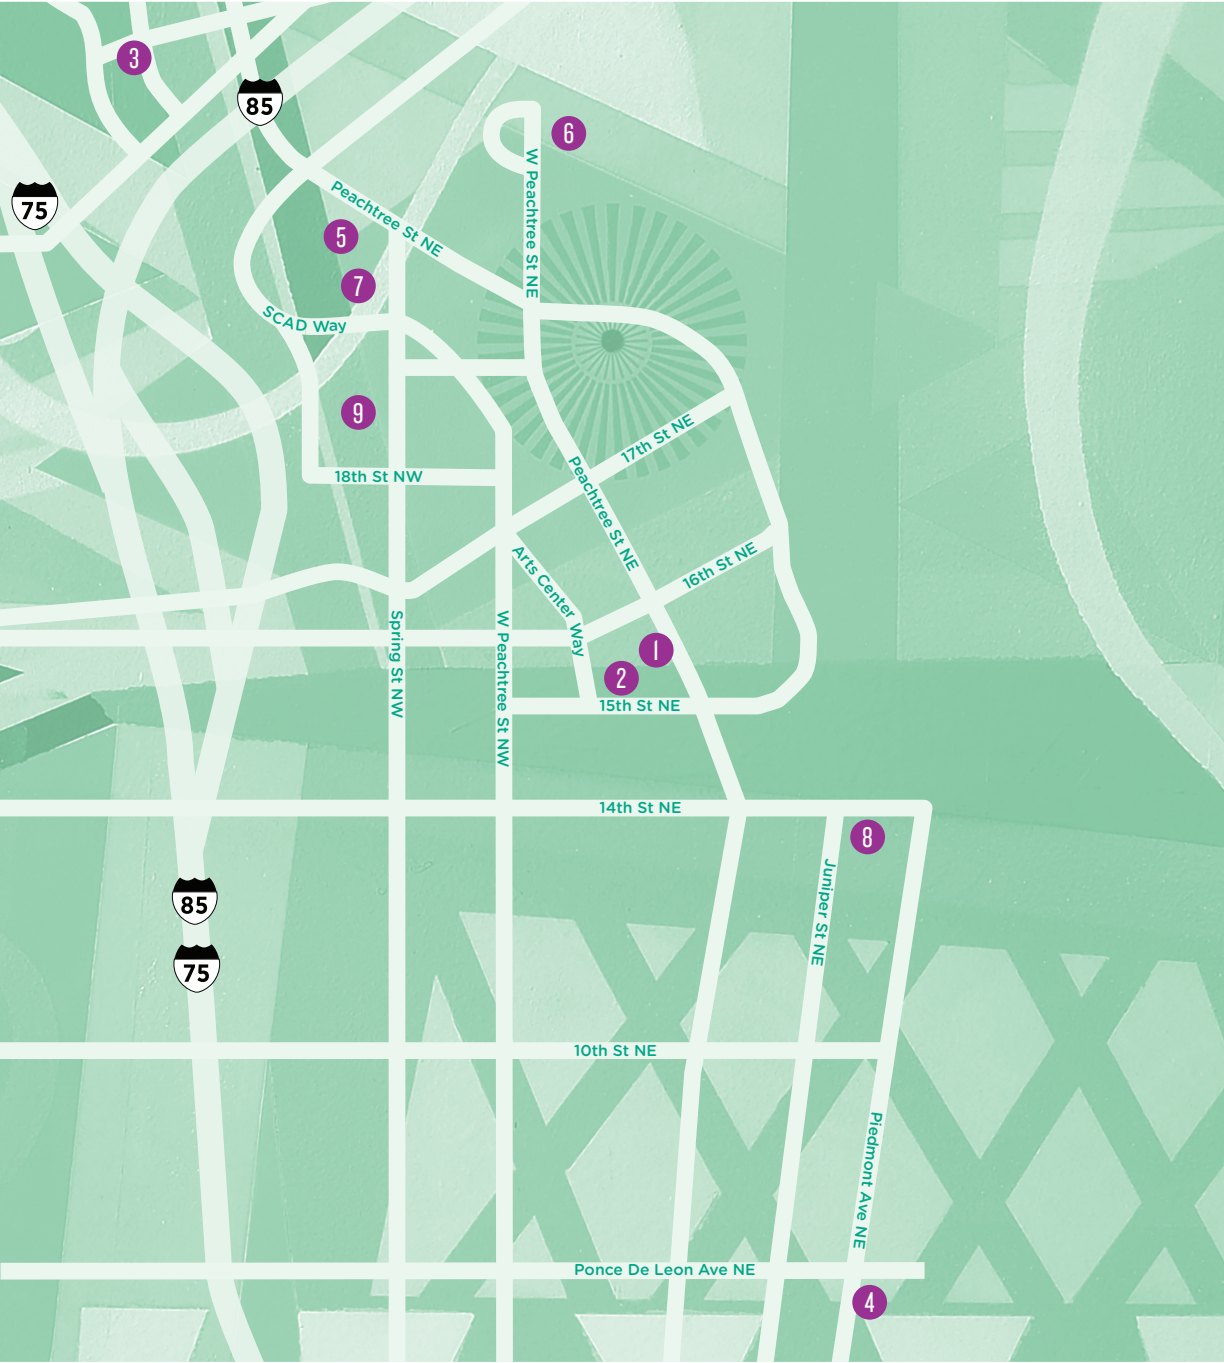 3
85
6
75
Peachtree St NE
W Peachtree St NE
5
7
SCAD Way
9
17th St NE
18th St NW
Peachtree St NE
Arts Center Way
16th St NE
Spring St NW
W Peachtree St NW
1
2
15th St NE
14th St NE
8
Juniper St NE
85
75
10th St NE
Piedmont Ave NE
Ponce De Leon Ave NE
4